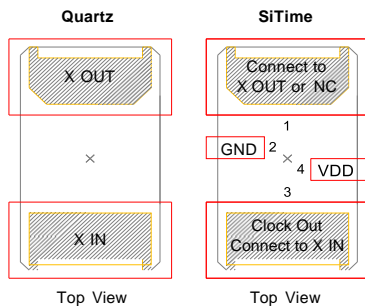 Quartz
X OUT
X IN
Top View
SiTime
Connect to
X OUT or NC
1
GND 2
4 VDD
3
Clock Out
Connect to X IN
Top View